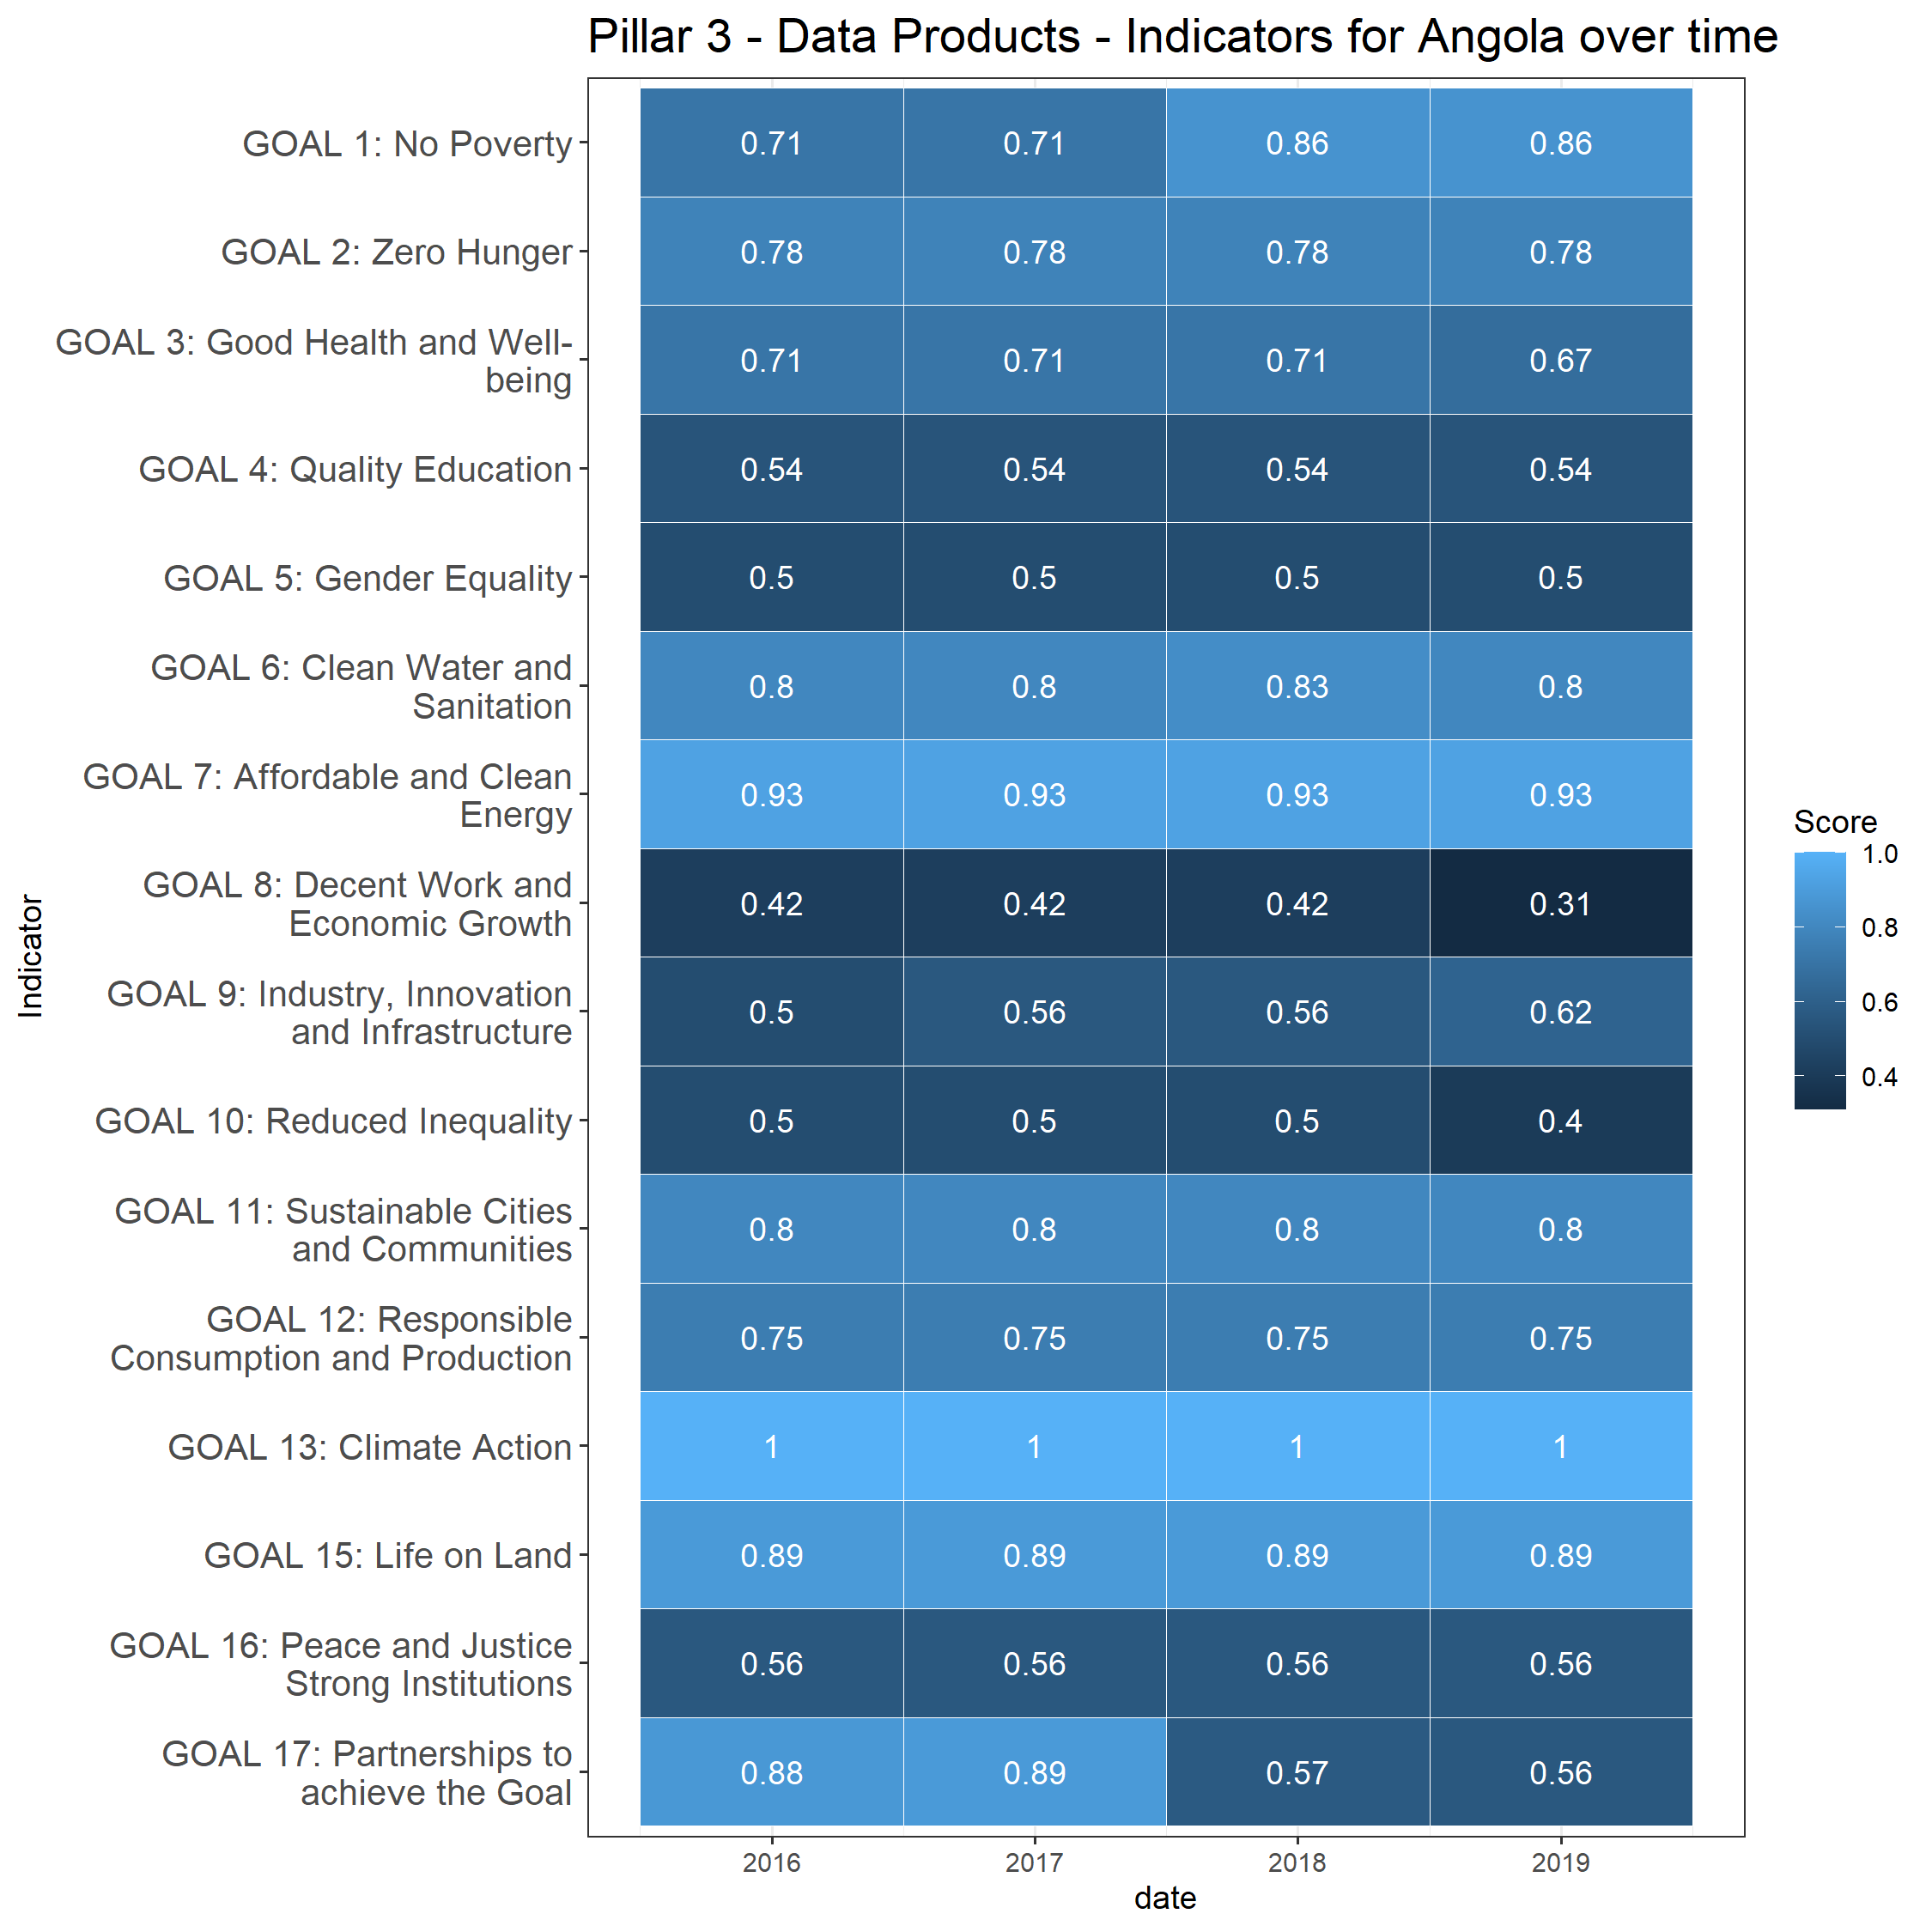 Pillar 3 - Data Products - Indicators for Angola over time
GOAL 1: No Poverty
0.71 0.71 0.86 0.86
GOAL 2: Zero Hunger
0.78 0.78 0.78 0.78
GOAL 3: Good Health and Well-
being
0.71 0.71 0.71 0.67
GOAL 4: Quality Education
0.54 0.54 0.54 0.54
GOAL 5: Gender Equality
0.5 0.5 0.5 0.5
GOAL 6: Clean Water and
Sanitation
0.8 0.8 0.83 0.8
GOAL 7: Affordable and Clean
Energy
0.93 0.93 0.93 0.93
GOAL 8: Decent Work and
Economic Growth
0.42 0.42 0.42 0.31
GOAL 9: Industry, Innovation
and Infrastructure
0.5 0.56 0.56 0.62
GOAL 10: Reduced Inequality
0.5 0.5 0.5 0.4
GOAL 11: Sustainable Cities
and Communities
0.8 0.8 0.8 0.8
GOAL 12: Responsible
Consumption and Production
0.75 0.75 0.75 0.75
GOAL 13: Climate Action
1 1 1 1
GOAL 15: Life on Land
0.89 0.89 0.89 0.89
GOAL 16: Peace and Justice
Strong Institutions
0.56 0.56 0.56 0.56
GOAL 17: Partnerships to
achieve the Goal
0.88 0.89 0.57 0.56
2016 2017 2018 2019
date
Indicator
Score
1.0
0.8
0.6
0.4